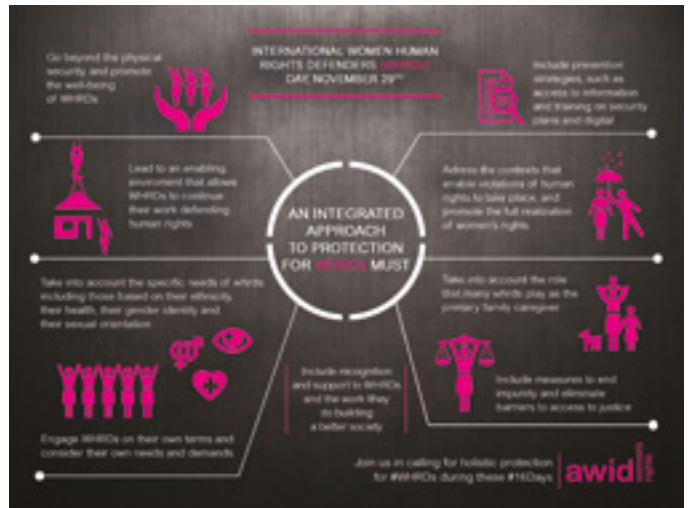 INTERNATIONAL WOMEN HUMAN
RIGHTS DEFENDERS (WHRDs)
DAY, NOVEMBER 29TH
Go beyond the physical
security, and promote
the well-being
of WHRDs
Include prevention
strategies, such as
access to information
and training on security
plans and digital
Lead to an enabling
enviroment that allows
WHRDs to continue
their work defending
human rights
Adress the contexts that
enable violations of human
rights to take place, and
promote the full realization
of women's rights
AN INTEGRATED
APPROACH
TO PROTECTION
FOR WHRDs MUST
Take into account the specific needs of whrds
including those based on their ethnicity,
their health, their gender identity and
their sexual orientation
Take into account the role
that many whrds play as the
primary family caregiver
Include recognition
and support to WHRDs
and the work they
do building
a better society
Include measures to end
impunity and eliminate
barriers to access to justice
Engage WHRDs on their own terms and
consider their own needs and demands
Join us in calling for holistic protection
for #WHRDs during these #16Days
awid
women's
rights